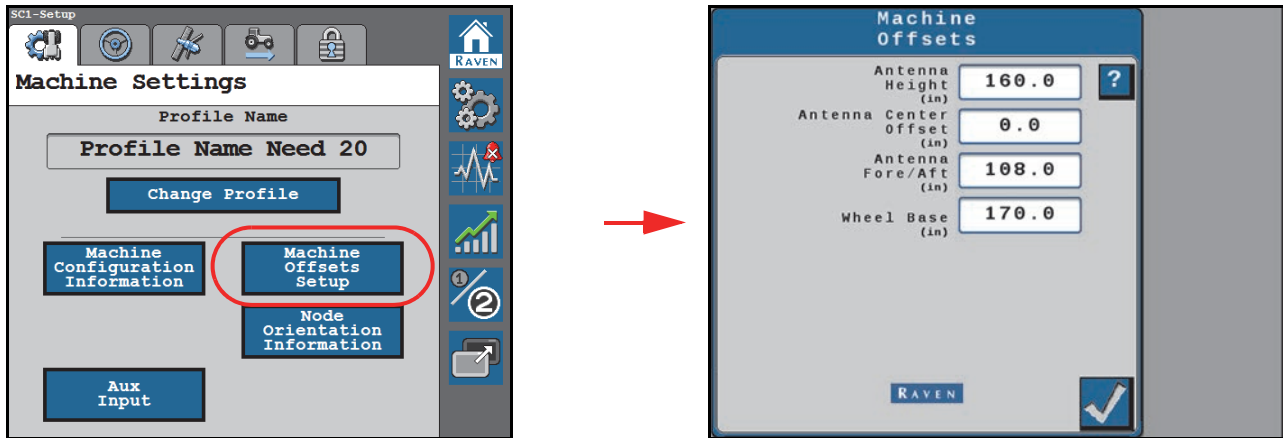 SC1-Setup
RAVEN
Machine Settings
Profile Name
Profile Name Need 20
Change Profile
Machine
Configuration
Information
Machine
Offsets
Setup
Node
Orientation
Information
Aux
Input
1
2
Machine
Offsets
Antenna
Height
(in)
160.0
?
Antenna Center
Offset
(in)
0.0
Antenna
Fore/Aft
(in)
108.0
Wheel Base
(in)
170.0
RAVEN